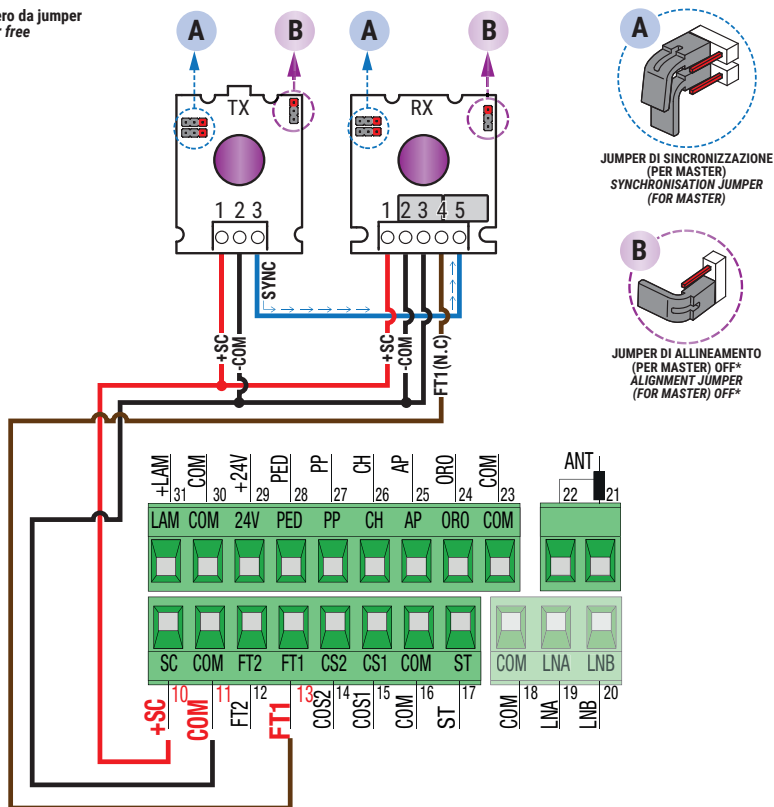 ero da jumper
free
A
B
A
B
A
TX
RX
JUMPER DI SINCRONIZZAZIONE
(PER MASTER)
SYNCHRONISATION JUMPER
(FOR MASTER)
1 2 3
1 2 3 4 5
SYNC
B
+SC
-COM
+SC
-COM
FT1(N.C)
JUMPER DI ALLINEAMENTO
(PER MASTER) OFF*
ALIGNMENT JUMPER
(FOR MASTER) OFF*
+LAM COM +24V PED PP CH AP ORO COM ANT
31 30 29 28 27 26 25 24 23 22 21
LAM COM 24V PED PP CH AP ORO COM
SC COM FT2 FT1 CS2 CS1 COM ST COM LNA LNB
10 11 12 13 14 15 16 17 18 19 20
+SC COM FT2 FT1 COS2 COS1 COM ST COM LNA LNB